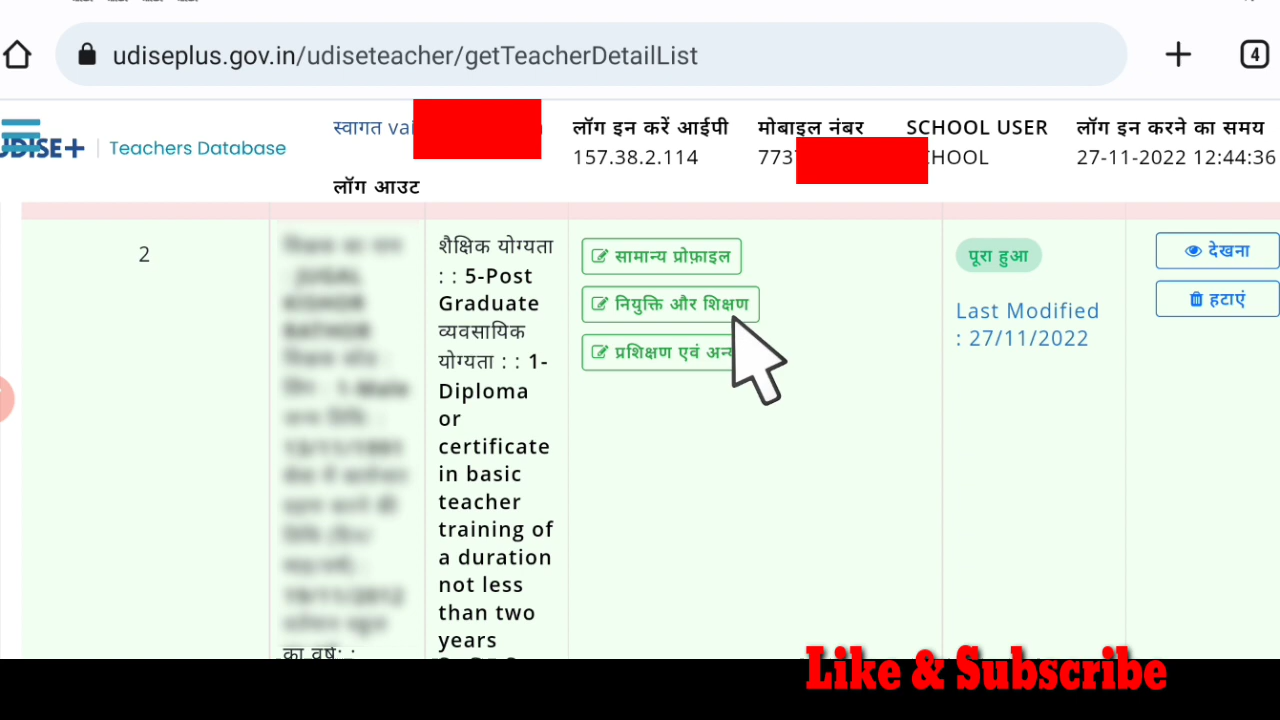 udiseplus.gov.in/udiseteacher/getTeacherDetailList
4
स्वागत vai
लॉग इन करें आईपी
मोबाइल नंबर
SCHOOL USER
लॉग इन करने का समय
UDISE+ | Teachers Database
157.38.2.114
773
HOOL
27-11-2022 12:44:36
लॉग आउट
2
शैक्षिक योग्यता
: : 5-Post
Graduate
व्यवसायिक
योग्यता : : 1-
Diploma
or
certificate
in basic
teacher
training of
a duration
not less
than two
years
सामान्य प्रोफ़ाइल
नियुक्ति और शिक्षण
प्रशिक्षण एवं
पूरा हुआ
Last Modified
: 27/11/2022
देखना
हटाएं
का वर्ष: :
Like & Subscribe